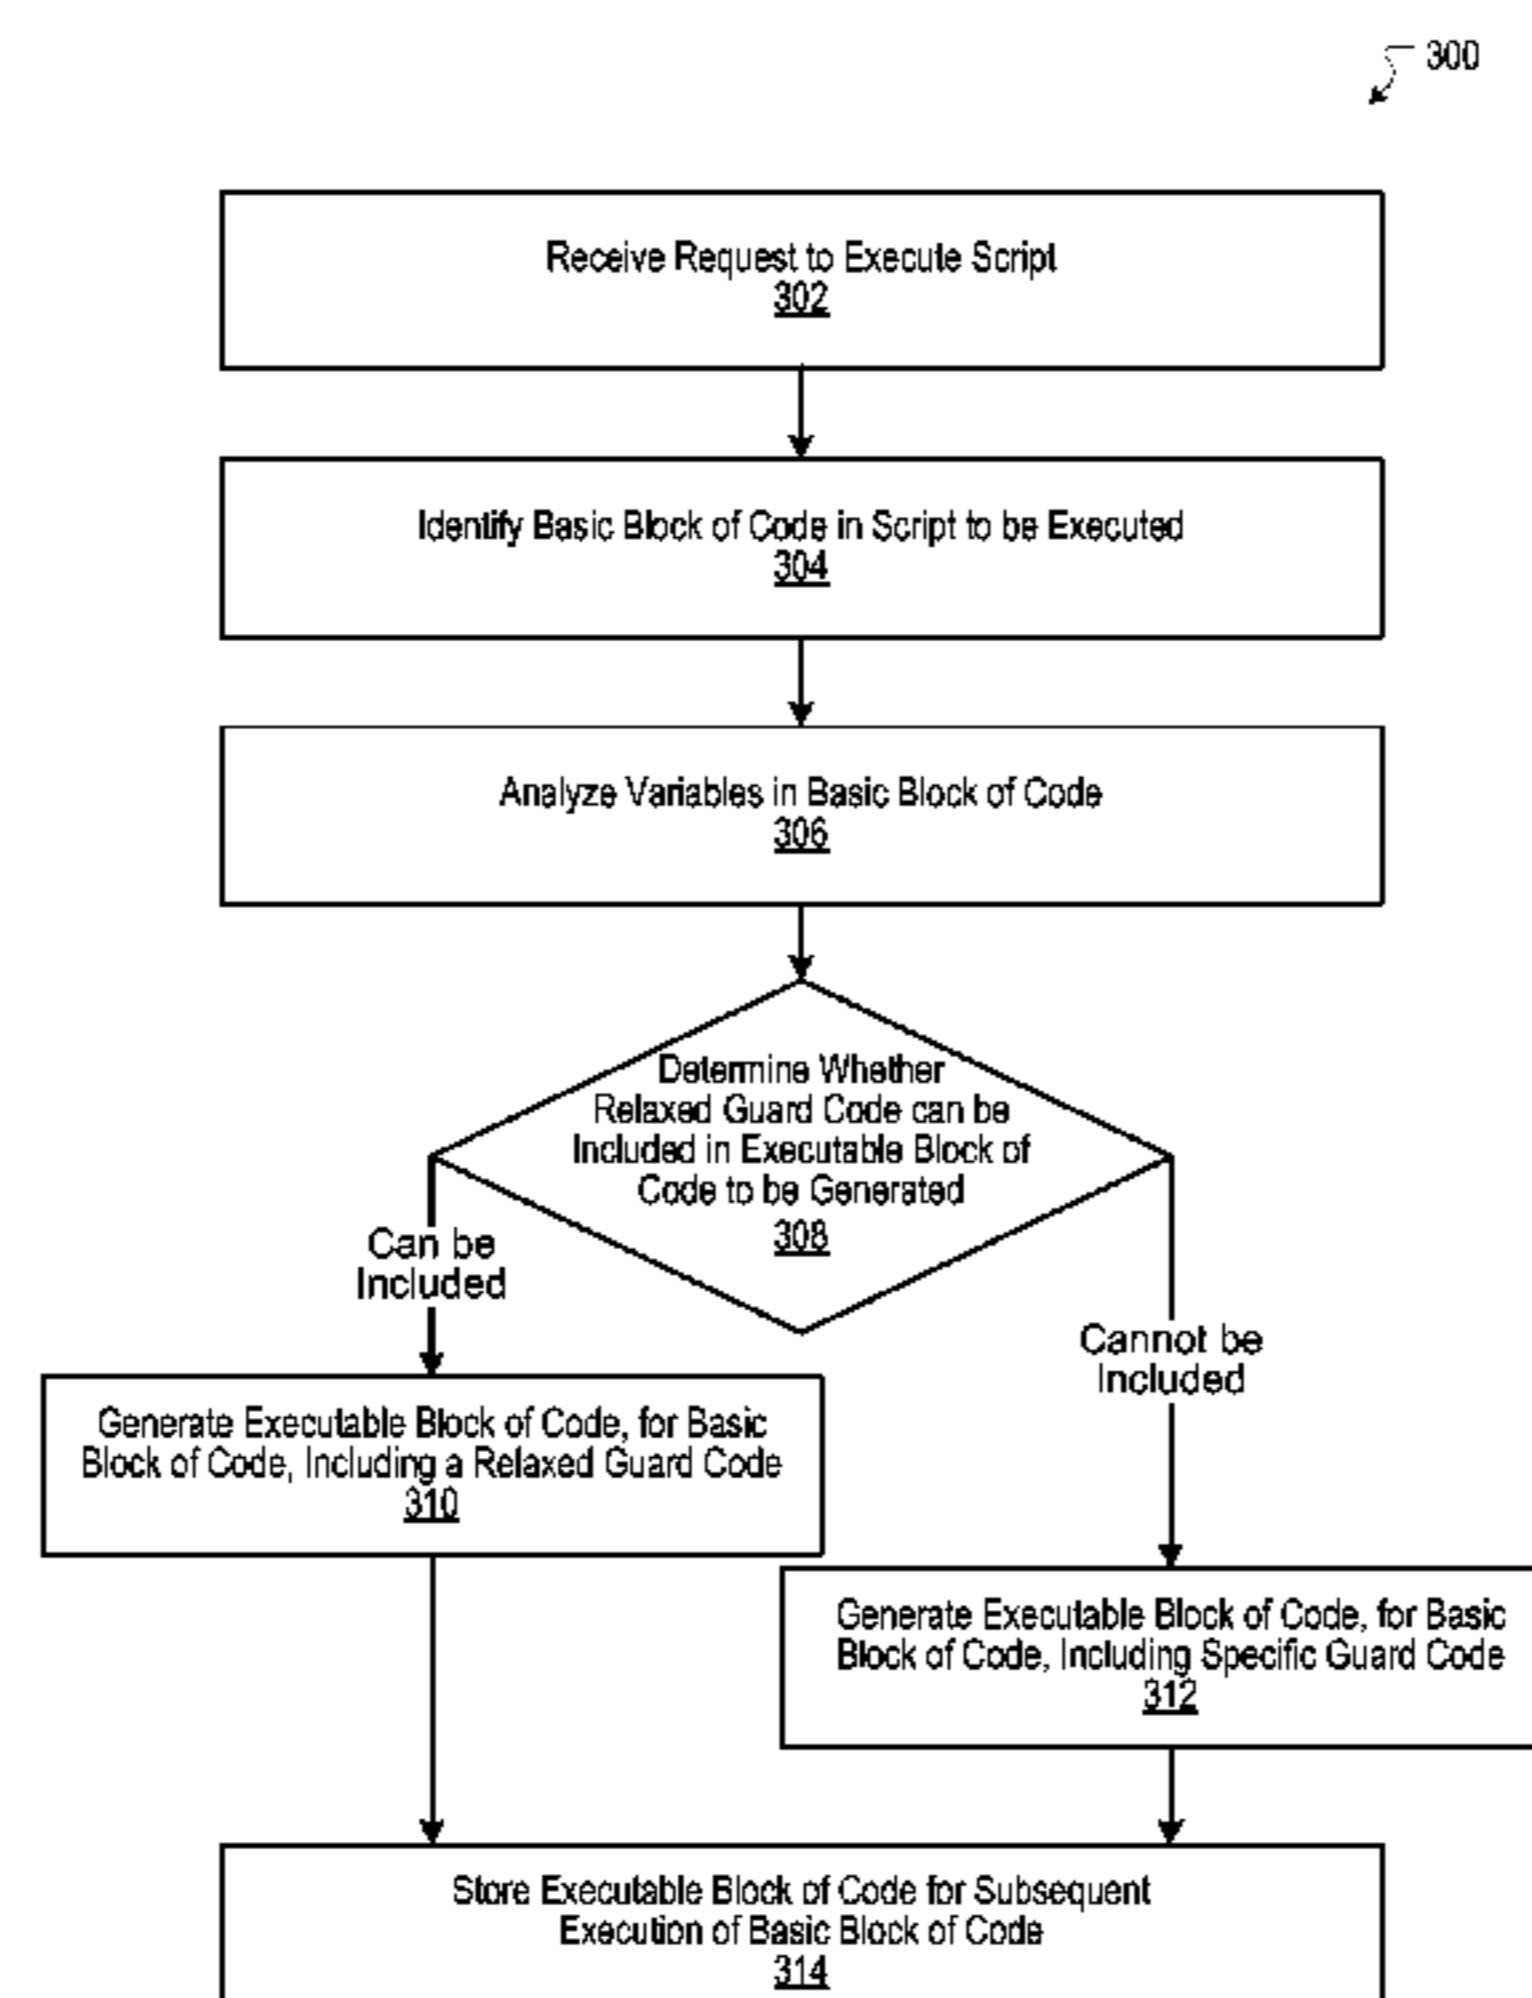 300
Receive Request to Execute Script
302
Identify Basic Block of Code in Script to be Executed
304
Analyze Variables in Basic Block of Code
306
Determine Whether
Relaxed Guard Code can be
Included in Executable Block of
Code to be Generated
308
Can be
Included
Cannot be
Included
Generate Executable Block of Code, for Basic
Block of Code, Including a Relaxed Guard Code
310
Generate Executable Block of Code, for Basic
Block of Code, Including Specific Guard Code
312
Store Executable Block of Code for Subsequent
Execution of Basic Block of Code
314